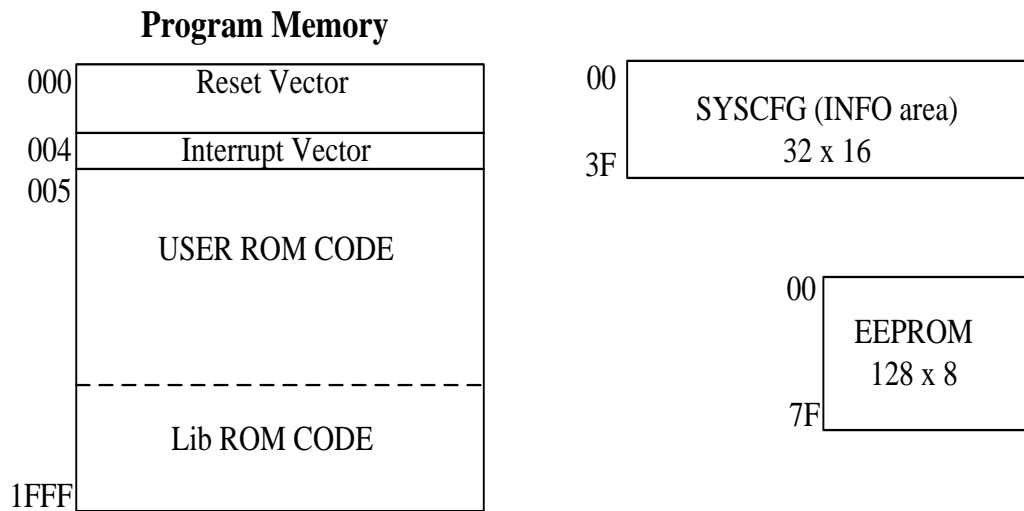 Program Memory
000
Reset Vector
004
Interrupt Vector
005
USER ROM CODE
Lib ROM CODE
1FFF
00
SYSCFG (INFO area)
32 x 16
3F
00
EEPROM
128 x 8
7F